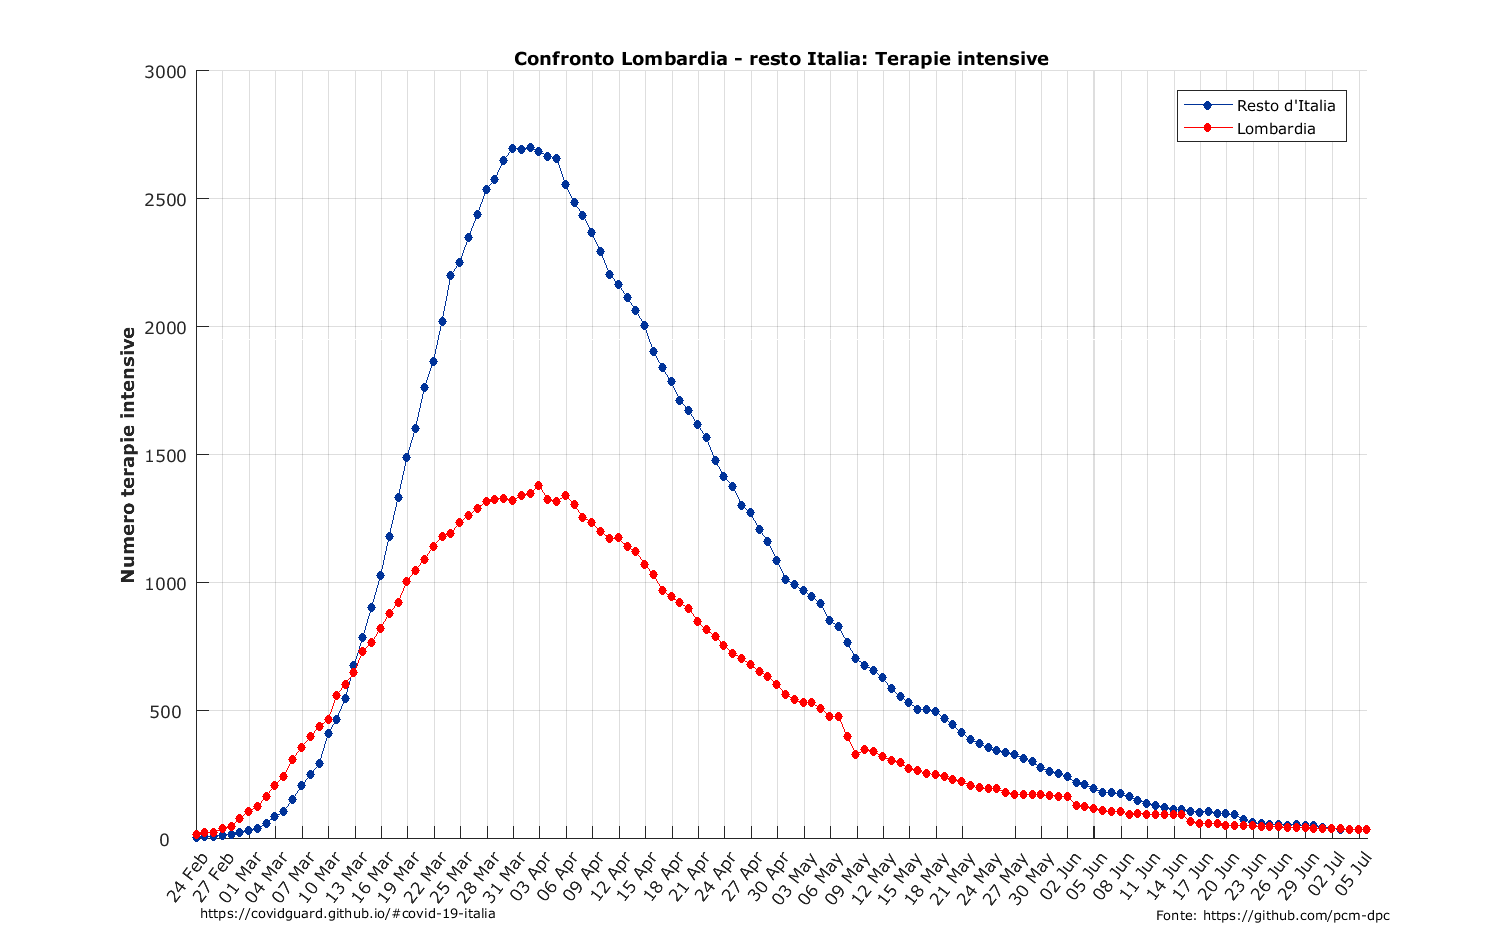 Confronto Lombardia - resto Italia: Terapie intensive
3000
2500
2000
1500
1000
500
0
Numero terapie intensive
Resto d'Italia
Lombardia
24 Feb
27 Feb
01 Mar
04 Mar
07 Mar
10 Mar
13 Mar
16 Mar
19 Mar
22 Mar
25 Mar
28 Mar
31 Mar
03 Apr
06 Apr
09 Apr
12 Apr
15 Apr
18 Apr
21 Apr
24 Apr
27 Apr
30 Apr
03 May
06 May
09 May
12 May
15 May
18 May
21 May
24 May
27 May
30 May
02 Jun
05 Jun
08 Jun
11 Jun
14 Jun
17 Jun
20 Jun
23 Jun
26 Jun
29 Jun
02 Jul
05 Jul
https://covidguard.github.io/#covid-19-italia
Fonte: https://github.com/pcm-dpc